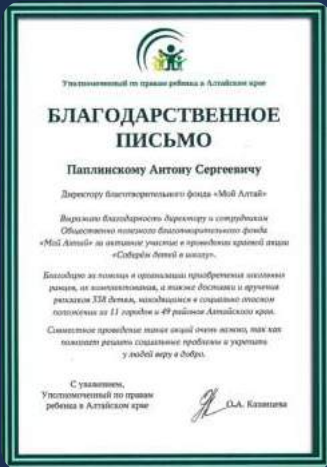 Уполномоченный по правам ребенка в Алтайском крае
БЛАГОДАРСТВЕННОЕ
ПИСЬМО
Паплинскому Антону Сергеевичу
Директору благотворительного фонда «Мой Алтай»
Выражаю благодарность директору и сотрудникам
Общественно полезного благотворительного фонда
«Мой Алтай» за активное участие в проведении краевой акции
«Соберём детей в школу».
Благодарю за помощь в организации приобретения школьных
ранцев, их комплектования, а также доставки и вручения
рюкзаков 338 детям, находящимся в социально опасном
положении из 11 городов и 49 районов Алтайского края.
Совместное проведение таких акций очень важно, так как
помогает решать социальные проблемы и укрепить
у людей веру в добро.
С уважением,
Уполномоченный по правам
ребенка в Алтайском крае
О.А. Казанцева